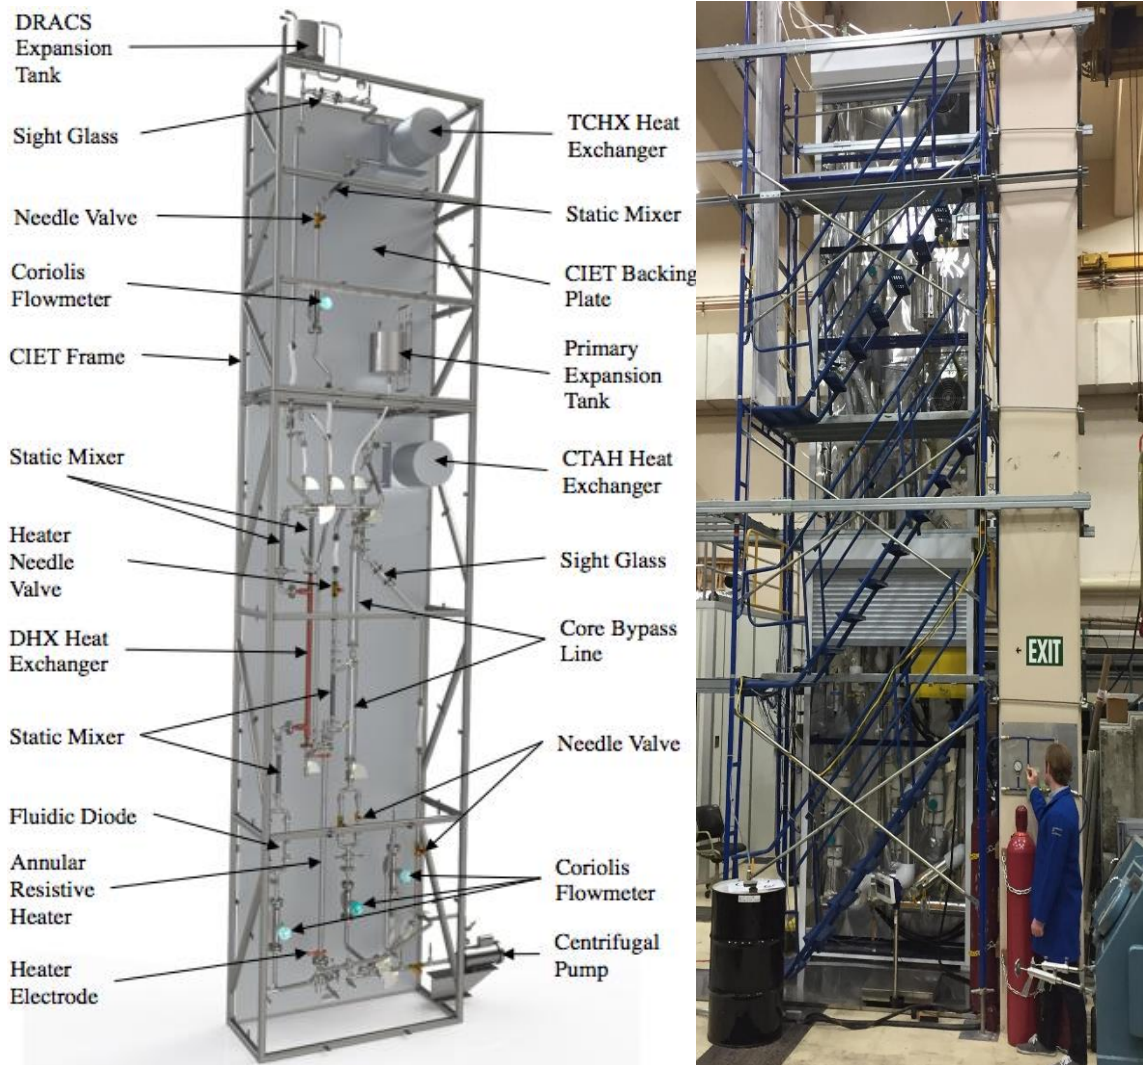 DRACS
Expansion
Tank
Sight Glass
Needle Valve
Coriolis
Flowmeter
CIET Frame
Static Mixer
Heater
Needle
Valve
DHX Heat
Exchanger
Static Mixer
Fluidic Diode
Annular
Resistive
Heater
Heater
Electrode
TCHX Heat
Exchanger
Static Mixer
CIET Backing
Plate
Primary
Expansion
Tank
CTAH Heat
Exchanger
Sight Glass
Core Bypass
Line
Needle Valve
Coriolis
Flowmeter
Centrifugal
Pump
EXIT